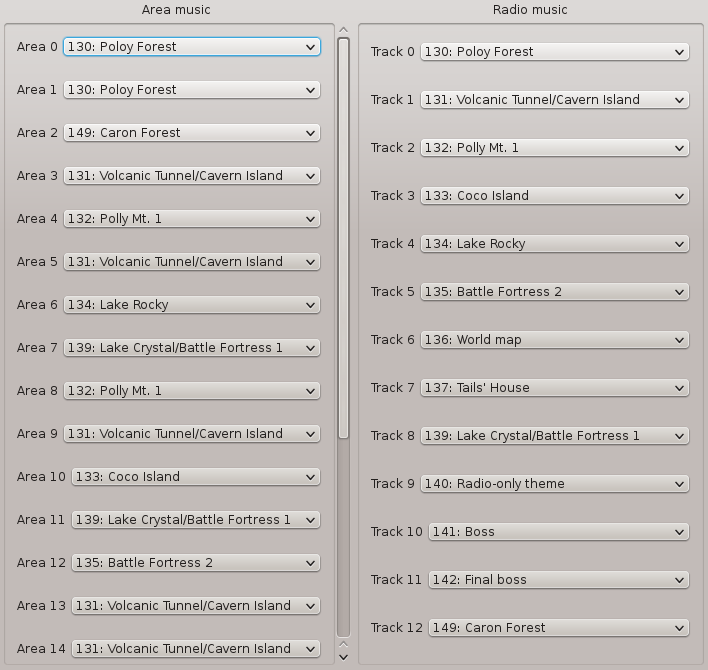 Area music
Area 0 130: Poloy Forest
Area 1 130: Poloy Forest
Area 2 149: Caron Forest
Area 3 131: Volcanic Tunnel/Cavern Island
Area 4 132: Polly Mt. 1
Area 5 131: Volcanic Tunnel/Cavern Island
Area 6 134: Lake Rocky
Area 7 139: Lake Crystal/Battle Fortress 1
Area 8 132: Polly Mt. 1
Area 9 131: Volcanic Tunnel/Cavern Island
Area 10 133: Coco Island
Area 11 139: Lake Crystal/Battle Fortress 1
Area 12 135: Battle Fortress 2
Area 13 131: Volcanic Tunnel/Cavern Island
Area 14 131: Volcanic Tunnel/Cavern Island
Radio music
Track 0 130: Poloy Forest
Track 1 131: Volcanic Tunnel/Cavern Island
Track 2 132: Polly Mt. 1
Track 3 133: Coco Island
Track 4 134: Lake Rocky
Track 5 135: Battle Fortress 2
Track 6 136: World map
Track 7 137: Tails' House
Track 8 139: Lake Crystal/Battle Fortress 1
Track 9 140: Radio-only theme
Track 10 141: Boss
Track 11 142: Final boss
Track 12 149: Caron Forest